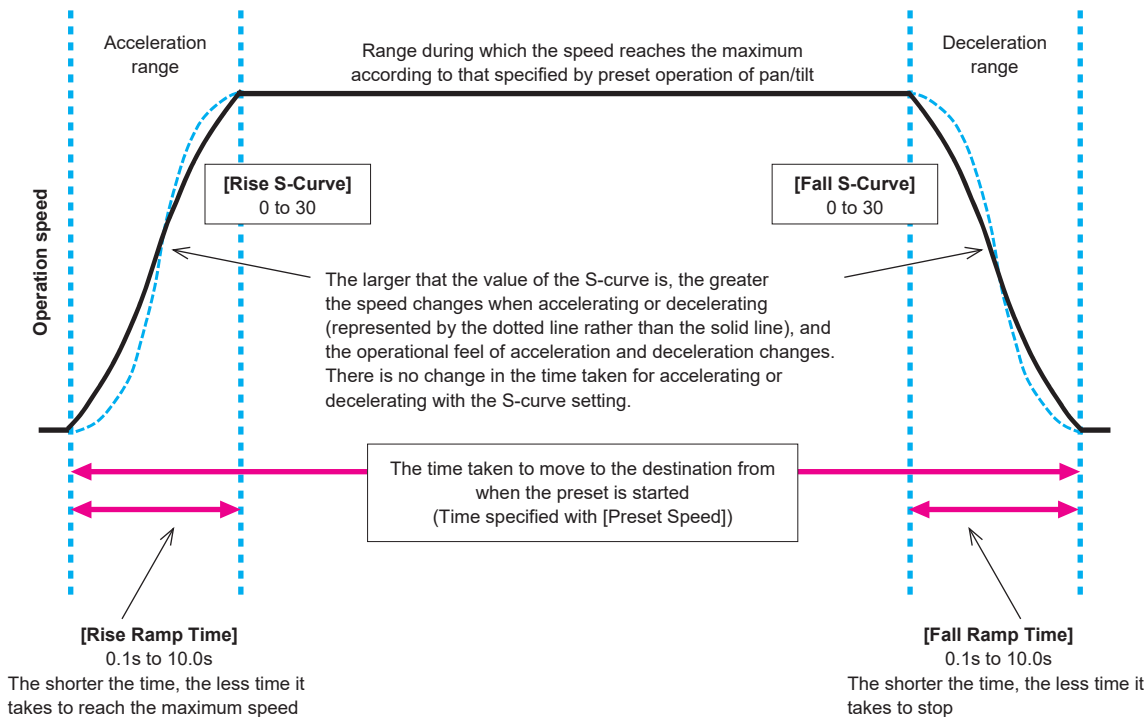 Acceleration
range
Range during which the speed reaches the maximum
according to that specified by preset operation of pan/tilt
Deceleration
range
Operation speed
[Rise S-Curve]
0 to 30
[Fall S-Curve]
0 to 30
The larger that the value of the S-curve is, the greater
the speed changes when accelerating or decelerating
(represented by the dotted line rather than the solid line), and
the operational feel of acceleration and deceleration changes.
There is no change in the time taken for accelerating or
decelerating with the S-curve setting.
The time taken to move to the destination from
when the preset is started
(Time specified with [Preset Speed])
[Rise Ramp Time]
0.1s to 10.0s
The shorter the time, the less time it
takes to reach the maximum speed
[Fall Ramp Time]
0.1s to 10.0s
The shorter the time, the less time it
takes to stop